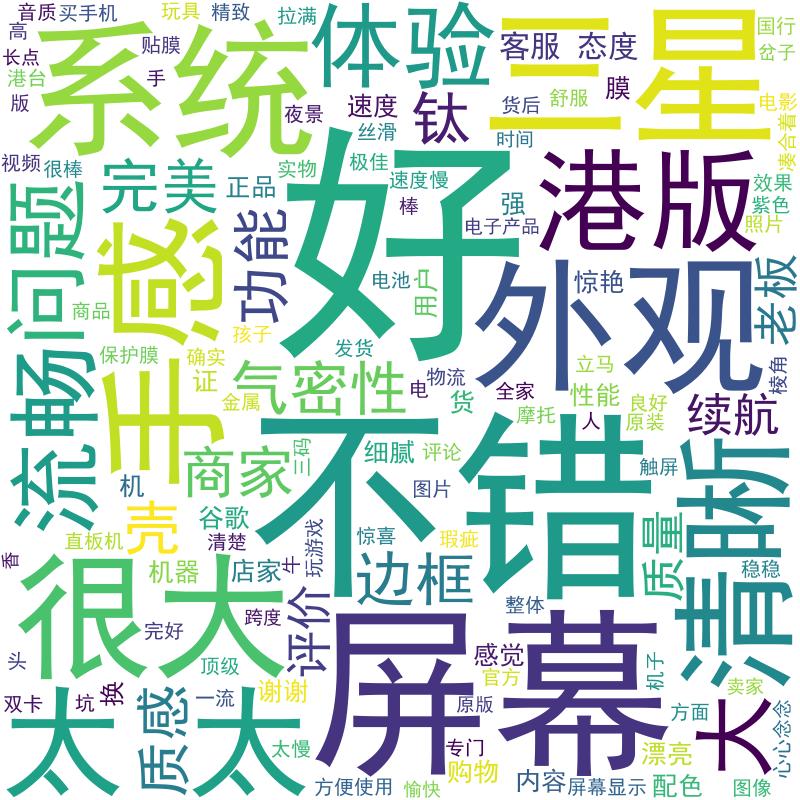 音质
买手机
玩具
精致
拉满
体验
客服
态度
三星
国行
高
系统
贴膜
岔子
长点
港台
手
版
夜景
速度
钛
货后
舒服
膜
电影
凑合着影
丝滑
时间
视频
很棒
完美
实物
极佳
好
港版
效果
正品
速度慢
紫色
棒
强
照片
问题
手感
功能
电子产品
外观
老板
电池
用户
惊艳
商品
孩子
发货
保护膜
确实
棱角
流畅
证
气密性
电
物流
立马
金属
货
全家
性能
良好
摩托
人
原装
续航
不错
商家
三码
细腻
评论
清晰
触屏
机
图片
壳
谷歌
质量
直板机
清楚
玩游戏
惊喜
瑕疵
香
很大
机器
店家
牛
边框
稳稳
评价
整体
跨度
屏幕
完好
头
顶级
感觉
机子
官方
卖家
双卡
坑
换
一流
谢谢
原版
大
方面
心心念念
太太
质感
太慢
专门
漂亮
购物
方便使用
愉快
内容
屏幕显示
配色
图像